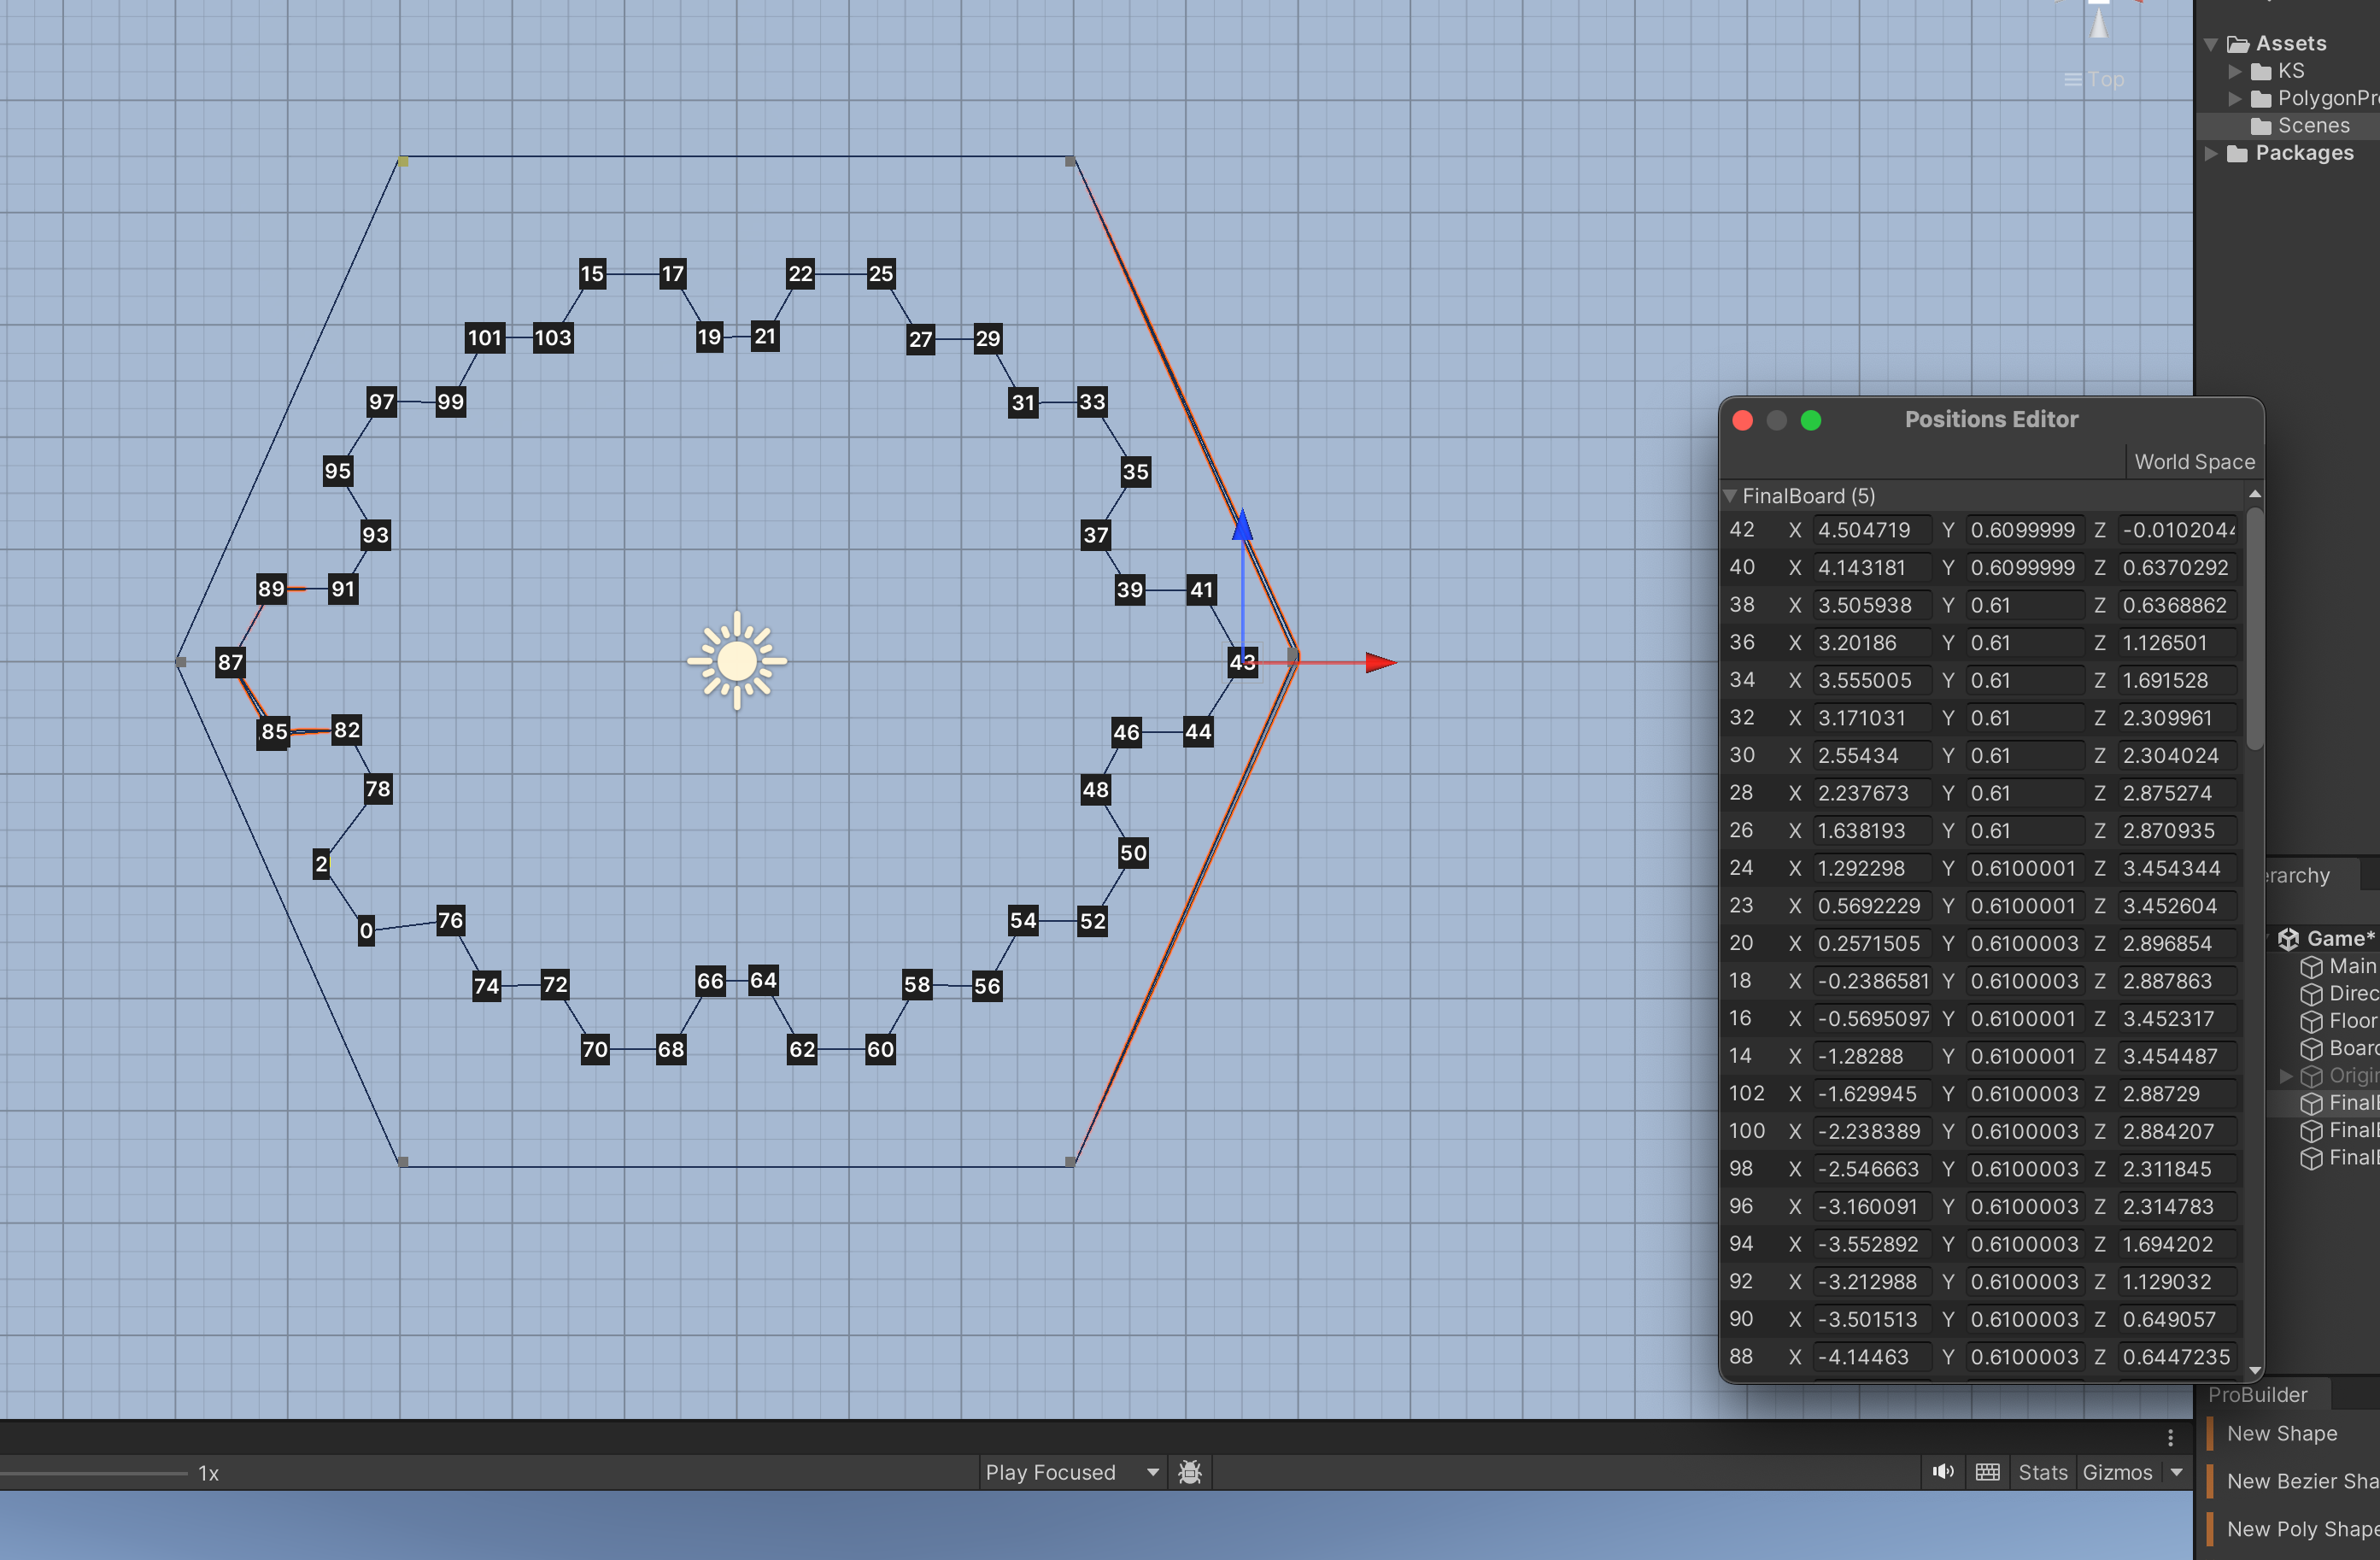 Top
Assets
KS
PolygonPr
Scenes
Packages
15 17 22 25
101 103 19 21 27 29
97 99 31 33
95 35
93 37
89 91 39 41
87 43
85 82 46 44
78 48
2 50
0 76 54 52
74 72 66 64 58 56
70 68 62 60
Positions Editor
World Space
FinalBoard (5)
42 X 4.504719 Y 0.6099999 Z -0.0102044
40 X 4.143181 Y 0.6099999 Z 0.6370292
38 X 3.505938 Y 0.61 Z 0.6368862
36 X 3.20186 Y 0.61 Z 1.126501
34 X 3.555005 Y 0.61 Z 1.691528
32 X 3.171031 Y 0.61 Z 2.309961
30 X 2.55434 Y 0.61 Z 2.304024
28 X 2.237673 Y 0.61 Z 2.875274
26 X 1.638193 Y 0.61 Z 2.870935
24 X 1.292298 Y 0.6100001 Z 3.454344
23 X 0.5692229 Y 0.6100001 Z 3.452604
20 X 0.2571505 Y 0.6100003 Z 2.896854
18 X -0.2386581 Y 0.6100003 Z 2.887863
16 X -0.5695097 Y 0.6100001 Z 3.452317
14 X -1.28288 Y 0.6100001 Z 3.454487
102 X -1.629945 Y 0.6100003 Z 2.88729
100 X -2.238389 Y 0.6100003 Z 2.884207
98 X -2.546663 Y 0.6100003 Z 2.311845
96 X -3.160091 Y 0.6100003 Z 2.314783
94 X -3.552892 Y 0.6100003 Z 1.694202
92 X -3.212988 Y 0.6100003 Z 1.129032
90 X -3.501513 Y 0.6100003 Z 0.649057
88 X -4.14463 Y 0.6100003 Z 0.6447235
erarchy
Game*
Main
Direc
Floor
Board
Origin
FinalB
FinalB
FinalB
ProBuilder
New Shape
New Bezier Sha
New Poly Shape
1x
Play Focused
Stats
Gizmos